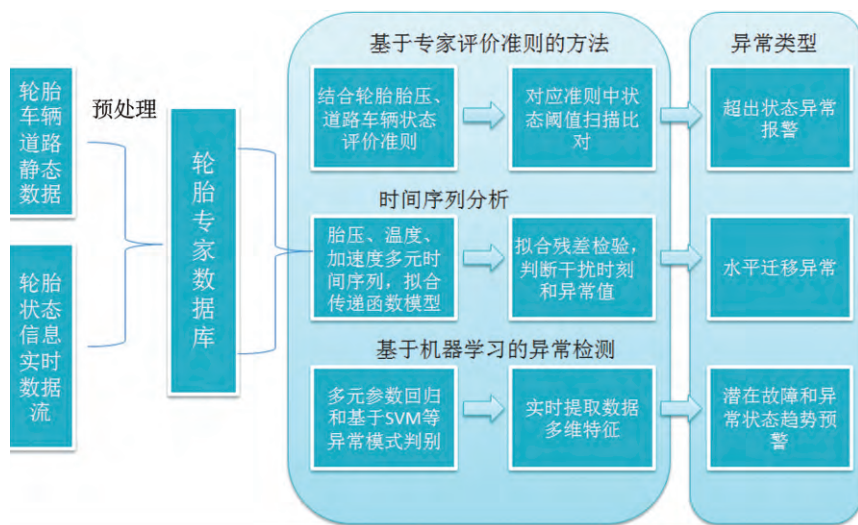 基于专家评价准则的方法
异常类型
轮胎
车辆
道路
静态
数据
预处理
轮胎专家数据库
结合轮胎胎压、
道路车辆状态
评价准则
对应准则中状
态阈值扫描比
对
超出状态异常
报警
时间序列分析
轮胎
状态
信息
实时
数据
流
胎压、温度、
加速度多元时
间序列，拟合
传递函数模型
拟合残差检验，
判断干扰时刻
和异常值
水平迁移异常
基于机器学习的异常检测
多元参数回归
和基于SVM等
异常模式判别
实时提取数据
多维特征
潜在故障和异
常状态趋势预
警